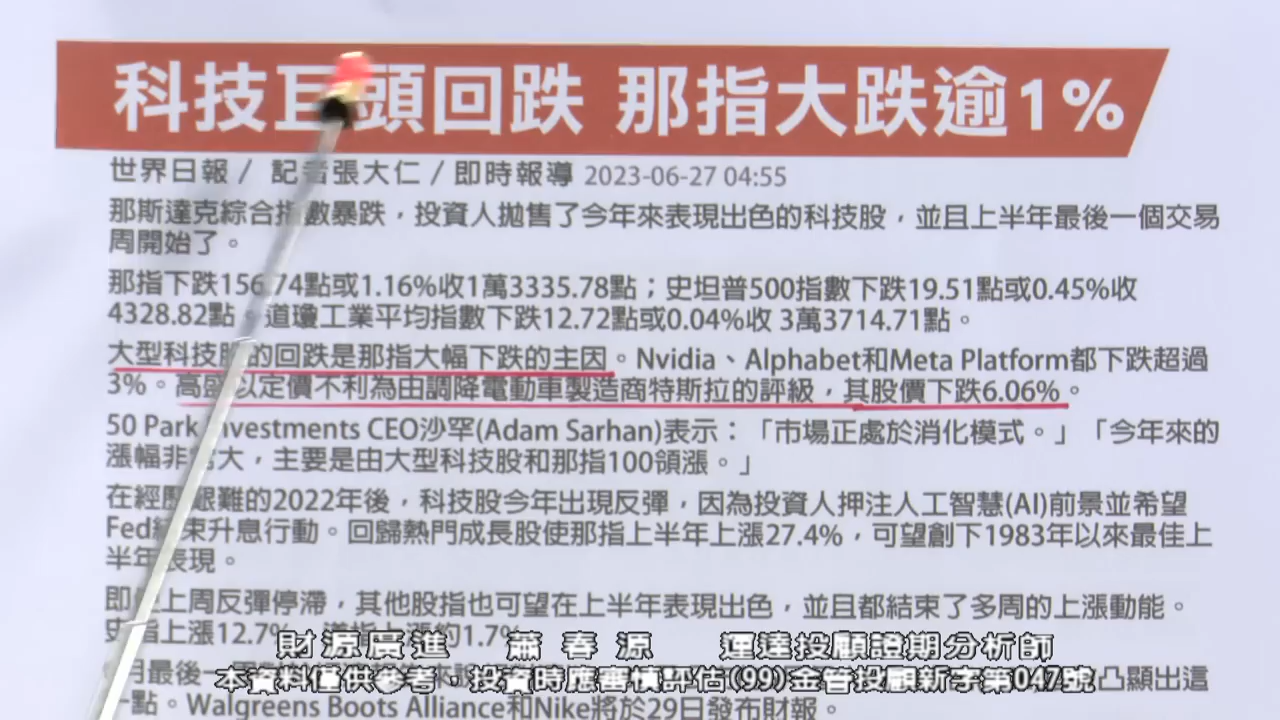 科技巨頭回跌 那指大跌逾1%
世界日報/ 記者張大仁/即時報導 2023-06-27 04:55
那斯達克綜合指數暴跌，投資人拋售了今年來表現出色的科技股，並且上半年最後一個交易
周開始了。
那指下跌156.74點或1.16%收1萬3335.78點；史坦普500指數下跌19.51點或0.45%收
4328.82點。道瓊工業平均指數下跌12.72點或0.04%收 3萬3714.71點。
大型科技股的回跌是那指大幅下跌的主因。Nvidia、Alphabet和Meta Platform都下跌超過
3%。高盛以定價不利為由調降電動車製造商特斯拉的評級，其股價下跌6.06%。
50 Park Investments CEO沙罕(Adam Sarhan)表示：「市場正處於消化模式。」「今年來的
漲幅非常大，主要是由大型科技股和那指100領漲。」
在經歷艱難的2022年後，科技股今年出現反彈，因為投資人押注人工智慧(AI)前景並希望
Fed結束升息行動。回歸熱門成長股使那指上半年上漲27.4%，可望創下1983年以來最佳上
半年表現。
即使上周反彈停滯，其他股指也可望在上半年表現出色，並且都結束了多周的上漲動能。
史指上漲12.7%，道指上漲約1.7%。
財源廣進 蕭春源 運達投顧證期分析師
月最後一 凸顯出這
本資料僅供參考，投資時應審慎評估(99)金管投顧新字第047號
一點。Walgreens Boots Alliance和Nike將於29日發布財報。